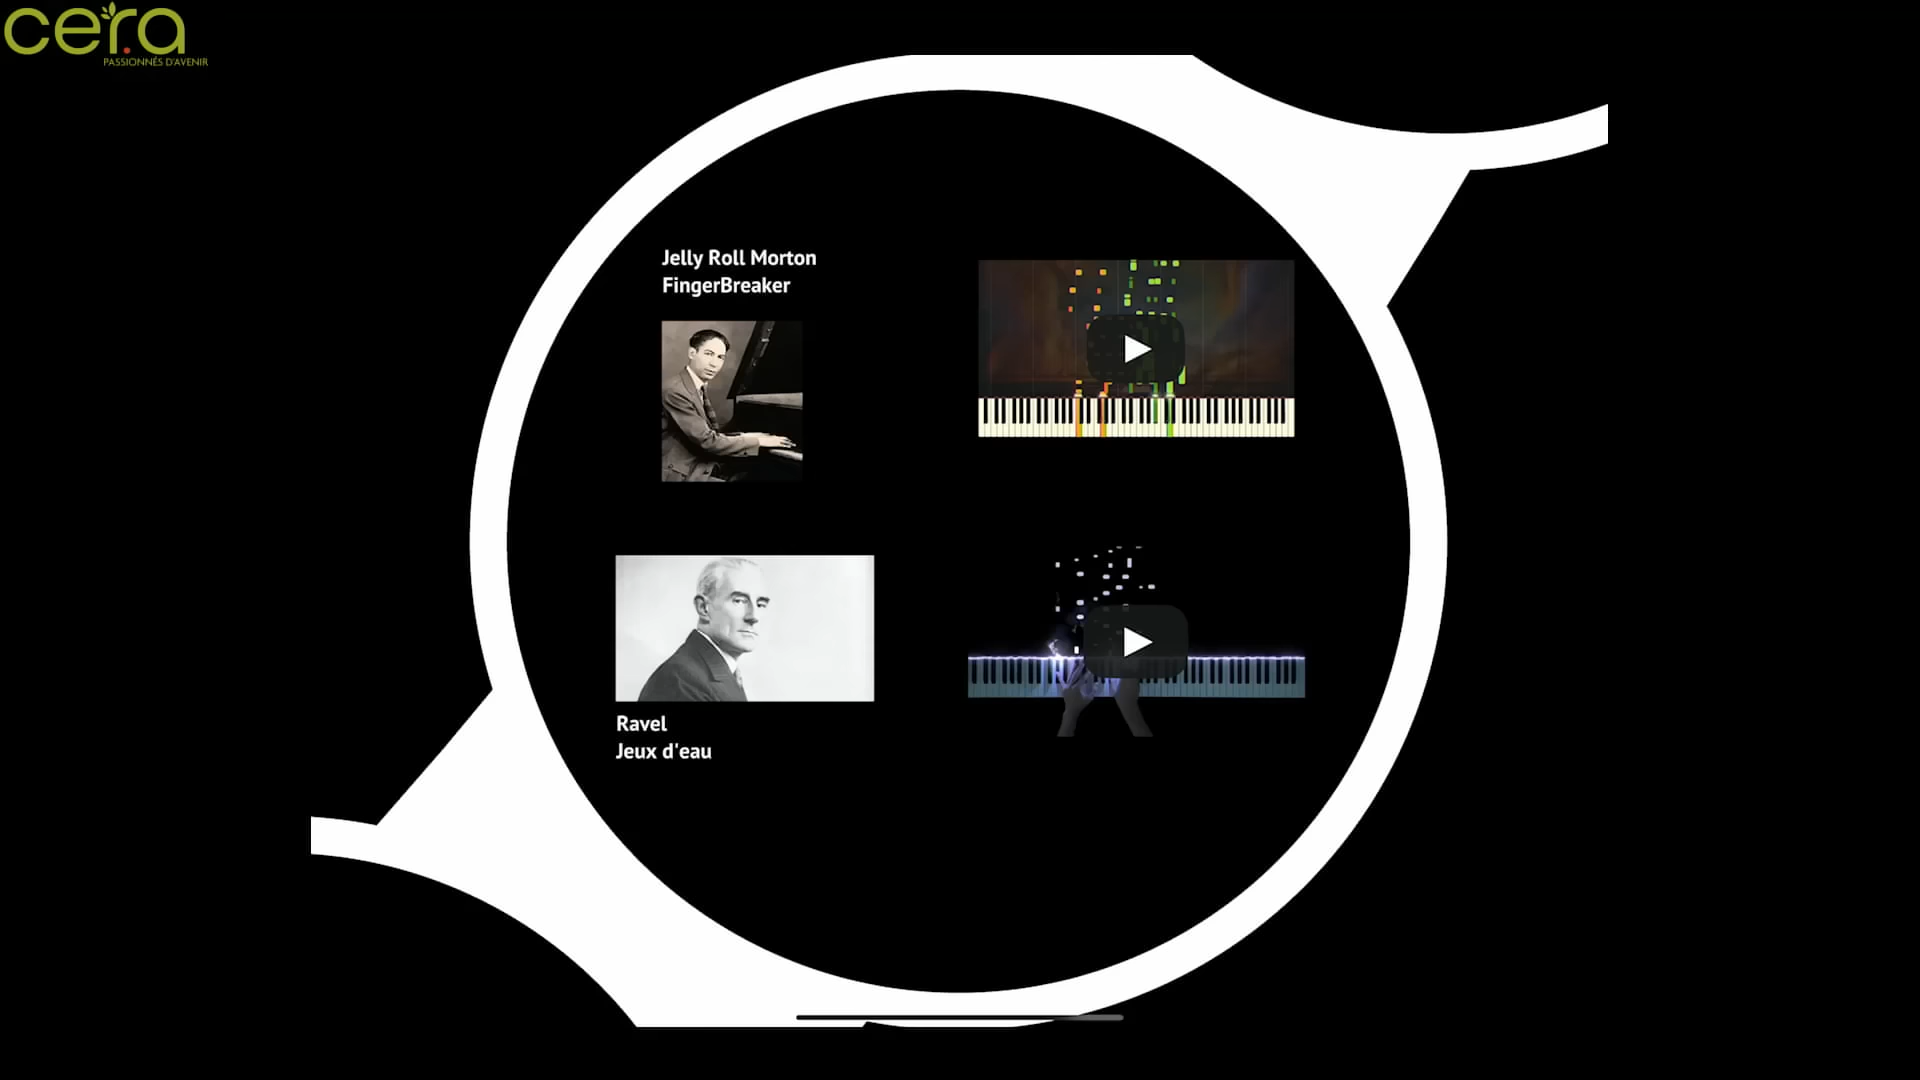 cera
PASSIONNÉS D'AVENIR
Jelly Roll Morton
FingerBreaker
Ravel
Jeux d'eau